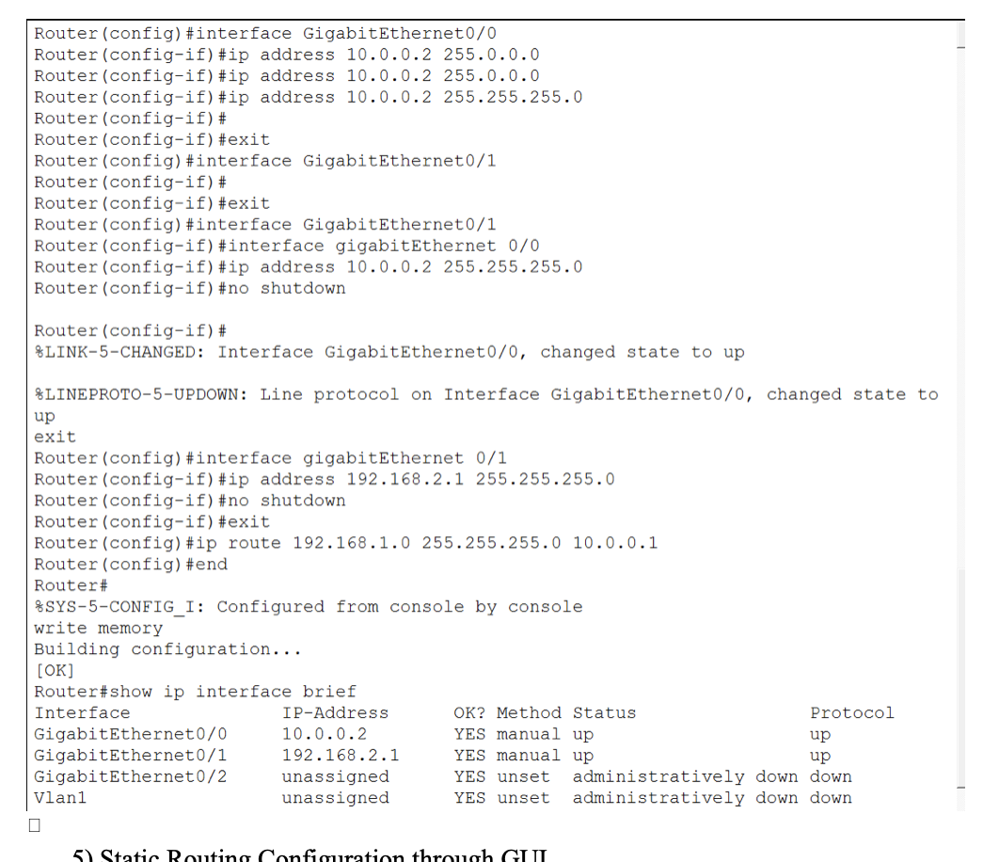 Router(config)#interface GigabitEthernet0/0
Router(config-if)#ip address 10.0.0.2 255.0.0.0
Router(config-if)#ip address 10.0.0.2 255.0.0.0
Router(config-if)#ip address 10.0.0.2 255.255.255.0
Router(config-if)#
Router(config-if)#exit
Router(config)#interface GigabitEthernet0/1
Router(config-if)#
Router(config-if)#exit
Router(config)#interface GigabitEthernet0/1
Router(config-if)#interface gigabitEthernet 0/0
Router(config-if)#ip address 10.0.0.2 255.255.255.0
Router(config-if)#no shutdown
Router(config-if)#
%LINK-5-CHANGED: Interface GigabitEthernet0/0, changed state to up
%LINEPROTO-5-UPDOWN: Line protocol on Interface GigabitEthernet0/0, changed state to
up
exit
Router(config)#interface gigabitEthernet 0/1
Router(config-if)#ip address 192.168.2.1 255.255.255.0
Router(config-if)#no shutdown
Router(config-if)#exit
Router(config)#ip route 192.168.1.0 255.255.255.0 10.0.0.1
Router(config)#end
Router#
%SYS-5-CONFIG_I: Configured from console by console
write memory
Building configuration...
[OK]
Router#show ip interface brief
Interface IP-Address OK? Method Status Protocol
GigabitEthernet0/0 10.0.0.2 YES manual up up
GigabitEthernet0/1 192.168.2.1 YES manual up up
GigabitEthernet0/2 unassigned YES unset administratively down down
Vlan1 unassigned YES unset administratively down down
5) Static Routing Configuration through GUI